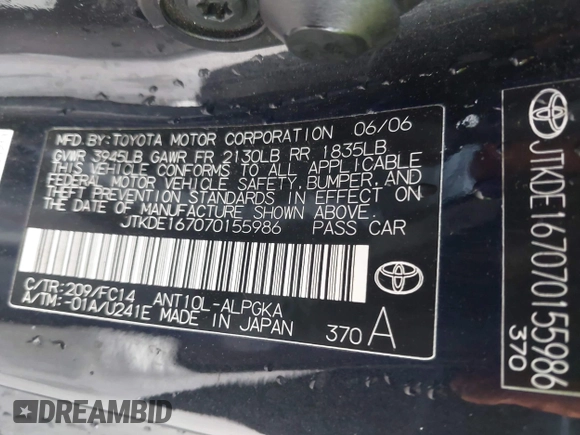 MFD.BY:TOYOTA MOTOR CORPORATION 06/06
GVWR 3945LB GAWR FR 2130LB RR 1835LB
THIS VEHICLE CONFORMS TO ALL APPLICABLE
FEDERAL MOTOR VEHICLE SAFETY, BUMPER, AND
THEFT PREVENTION STANDARDS IN EFFECT ON
THE DATE OF MANUFACTURE SHOWN ABOVE.
JTKDE167070155986 PASS CAR
C/TR:209/FC14 ANT10L-ALPGKA
A/TM:-01A/U241E MADE IN JAPAN 370 A
JTKDE167070155986
370
DREAMBID